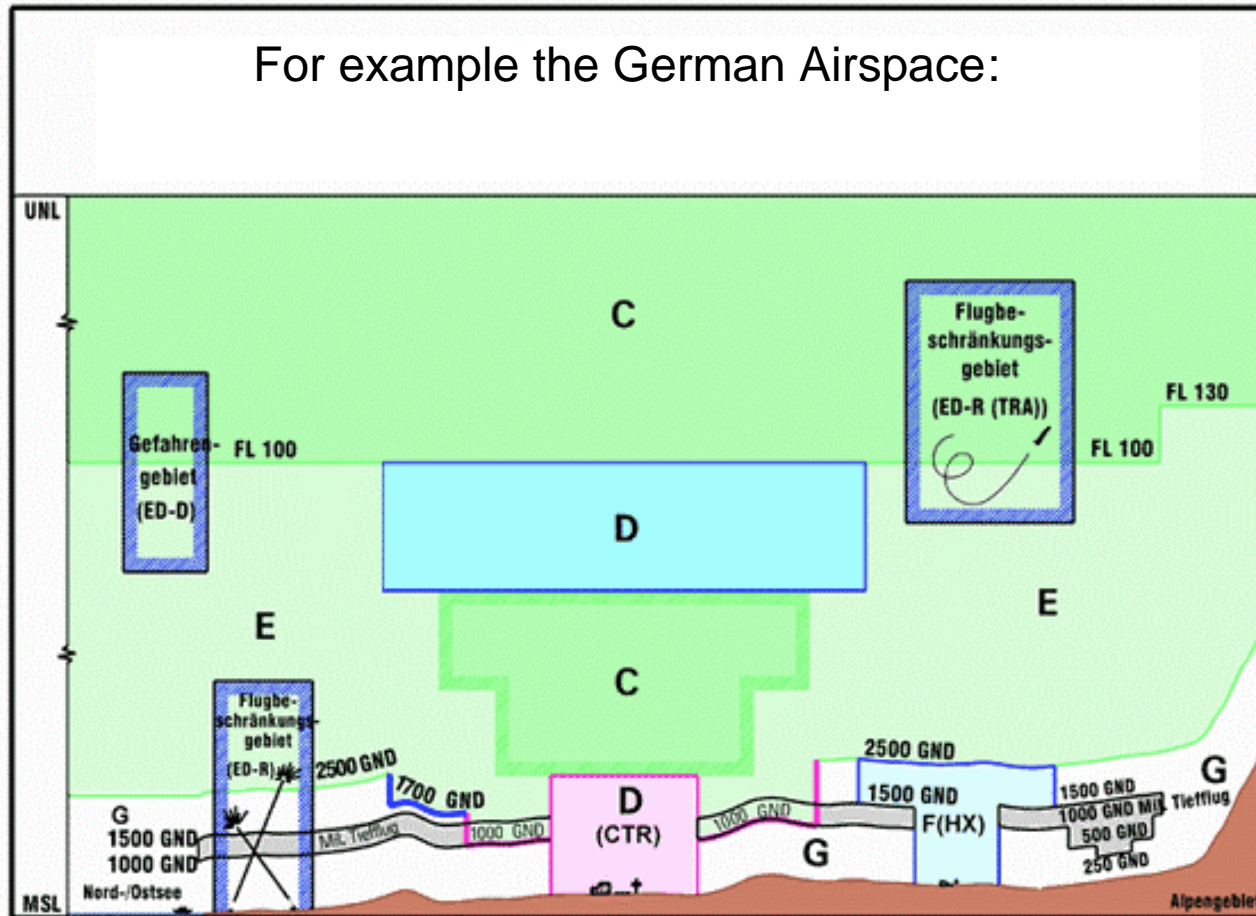 For example the German Airspace:
UNL
C
Flugbe-
schränkungs-
gebiet
(ED-R (TRA))
FL 130
Gefahren-
gebiet
(ED-D)
FL 100
FL 100
D
E
E
C
Flugbe-
schränkungs-
gebiet
(ED-R)
2500 GND
1700 GND
2500 GND
G
G
1500 GND
1000 GND
Mil. Tiefflug
1000 GND
D
(CTR)
1000 GND
1500 GND
F(HX)
1500 GND
1000 GND Mil. Tiefflug
500 GND
250 GND
G
Nord-/Ostsee
MSL
Alpengebiet